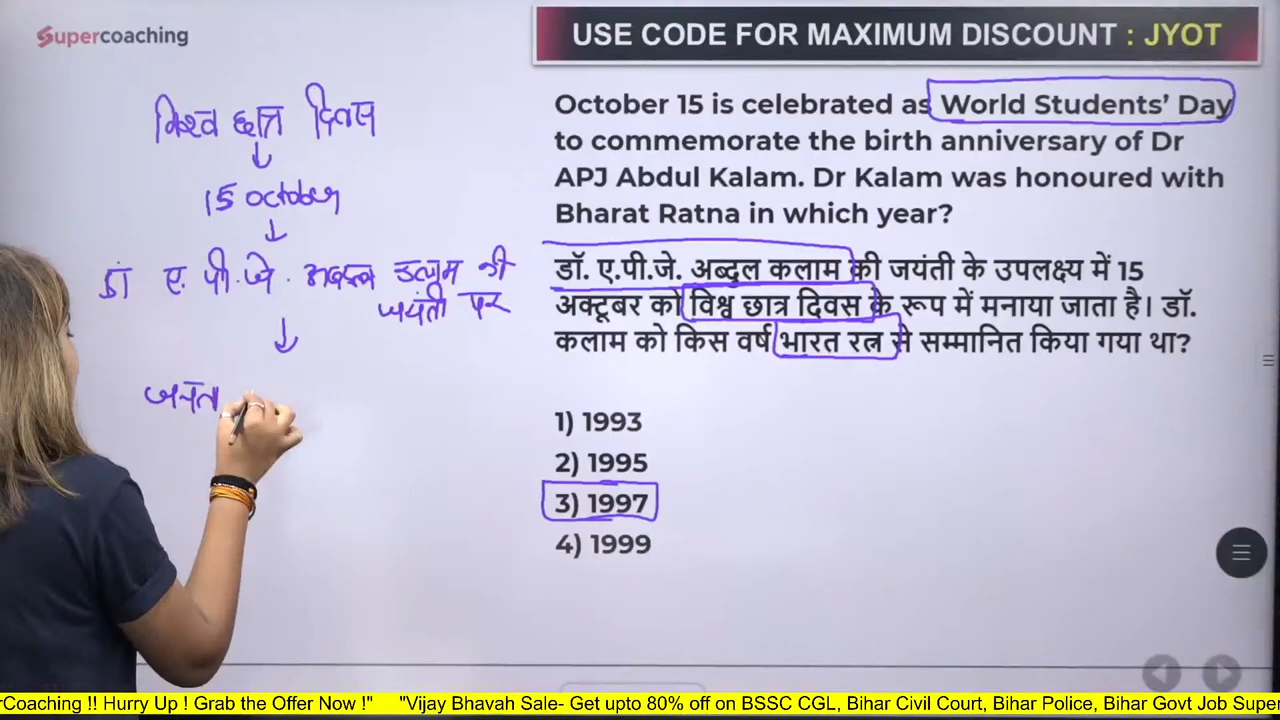 Supercoaching
USE CODE FOR MAXIMUM DISCOUNT : JYOT
विश्व छात्र दिवस
↓
15 october
↓
डॉ ए. पी.जे. अबदुल कलाम की
जयंती पर
↓
जनता
October 15 is celebrated as World Students’ Day
to commemorate the birth anniversary of Dr
APJ Abdul Kalam. Dr Kalam was honoured with
Bharat Ratna in which year?
डॉ. ए.पी.जे. अब्दुल कलाम की जयंती के उपलक्ष्य में 15
अक्टूबर को विश्व छात्र दिवस के रूप में मनाया जाता है। डॉ.
कलाम को किस वर्ष भारत रत्न से सम्मानित किया गया था?
1) 1993
2) 1995
3) 1997
4) 1999
rCoaching !! Hurry Up ! Grab the Offer Now !" "Vijay Bhavah Sale- Get upto 80% off on BSSC CGL, Bihar Civil Court, Bihar Police, Bihar Govt Job Super